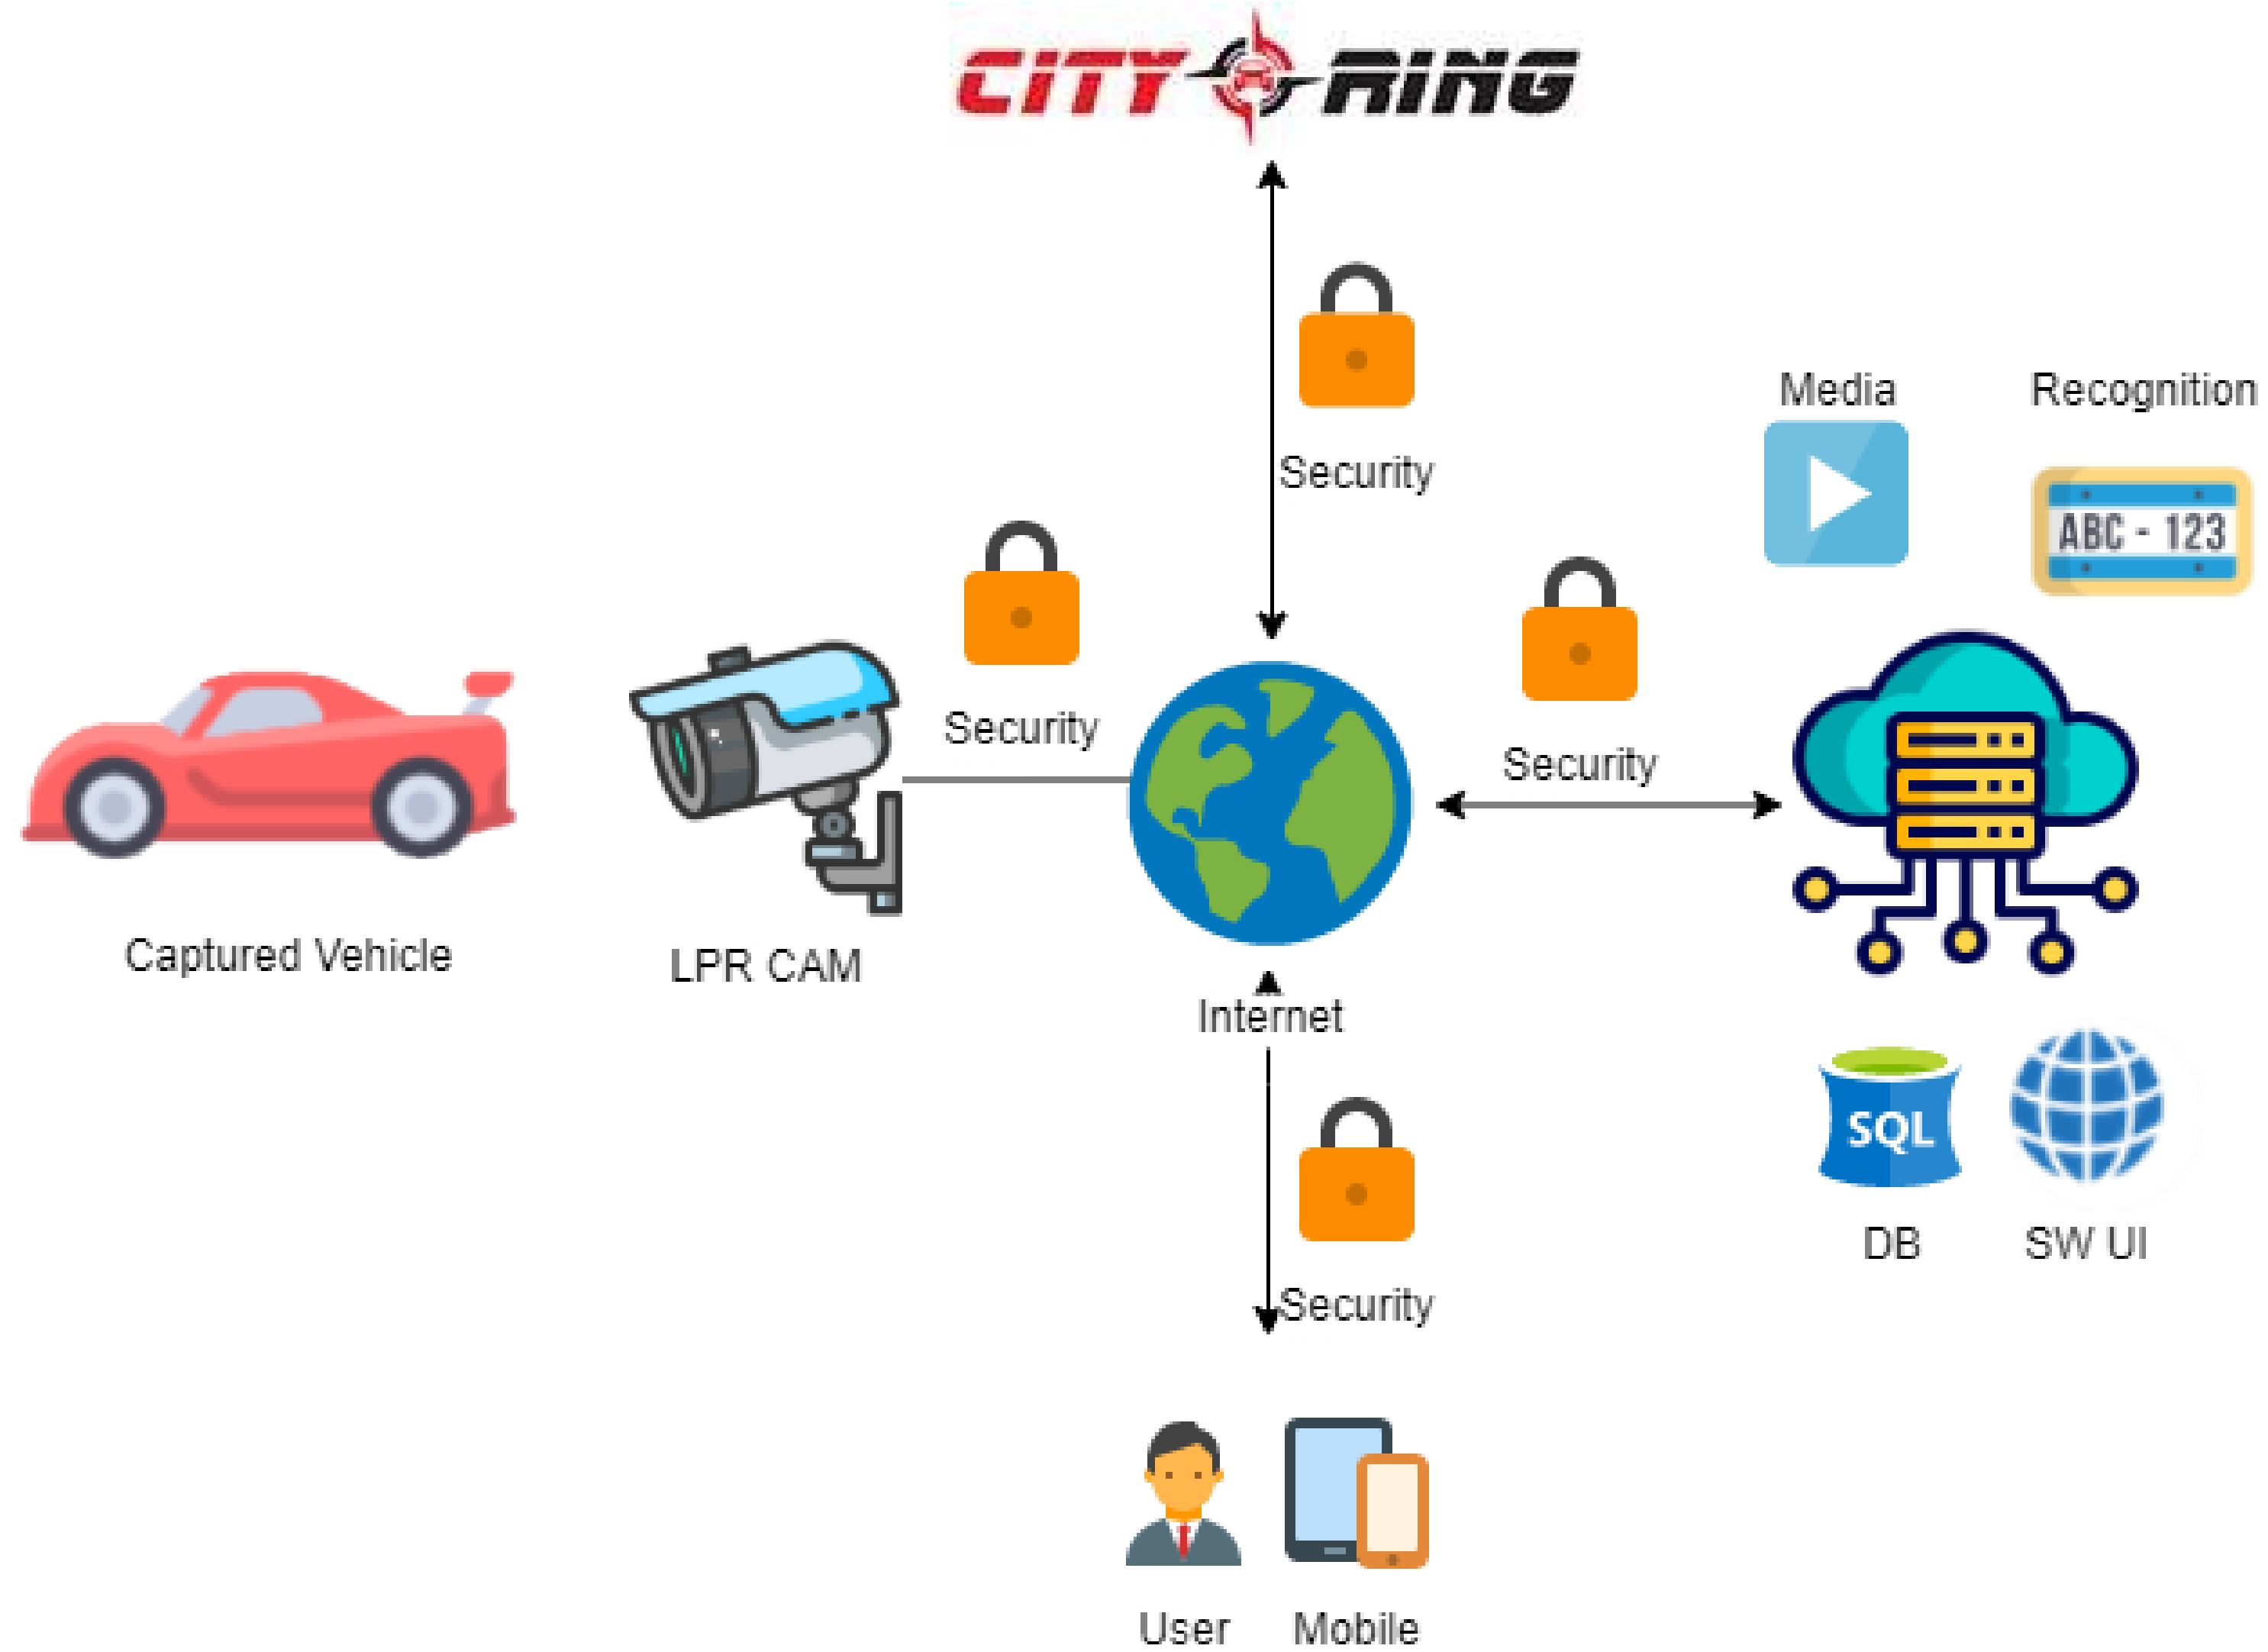 CITY RING
Security
Media
Recognition
ABC - 123
Security
Security
Captured Vehicle
LPR CAM
Internet
SQL
DB
SW UI
Security
User
Mobile